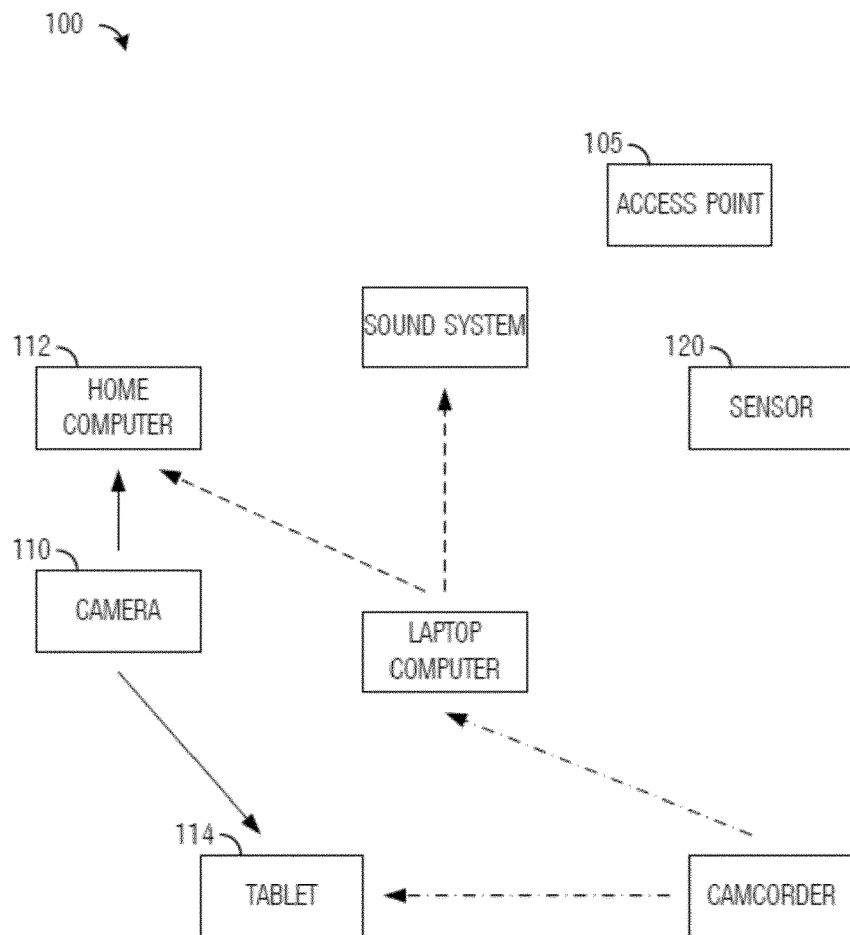 100
105
ACCESS POINT
SOUND SYSTEM
112
HOME
COMPUTER
120
SENSOR
110
CAMERA
LAPTOP
COMPUTER
114
TABLET
CAMCORDER